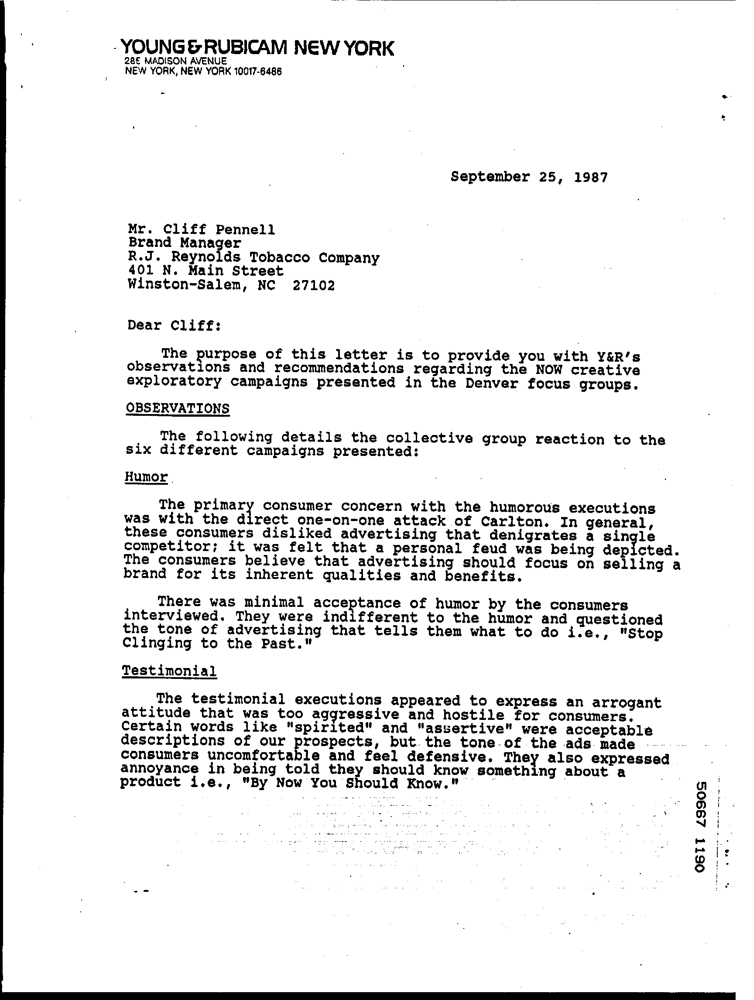 YOUNG & RUBICAM NEW YORK
285 MADISON AVENUE
NEW YORK, NEW YORK 10017-6486
September 25, 1987
Mr. Cliff Pennell
Brand Manager
R.J. Reynolds Tobacco Company
401 N. Main Street
Winston-Salem, NC  27102
Dear Cliff:
The purpose of this letter is to provide you with Y&R's
observations and recommendations regarding the NOW creative
exploratory campaigns presented in the Denver focus groups.
OBSERVATIONS
The following details the collective group reaction to the
six different campaigns presented:
Humor
The primary consumer concern with the humorous executions
was with the direct one-on-one attack of Carlton. In general,
these consumers disliked advertising that denigrates a single
competitor; it was felt that a personal feud was being depicted.
The consumers believe that advertising should focus on selling a
brand for its inherent qualities and benefits.
There was minimal acceptance of humor by the consumers
interviewed. They were indifferent to the humor and questioned
the tone of advertising that tells them what to do i.e., "Stop
Clinging to the Past."
Testimonial
The testimonial executions appeared to express an arrogant
attitude that was too aggressive and hostile for consumers.
Certain words like "spirited" and "assertive" were acceptable
descriptions of our prospects, but the tone of the ads made
consumers uncomfortable and feel defensive. They also expressed
annoyance in being told they should know something about a
product i.e., "By Now You Should Know."
50667 1190